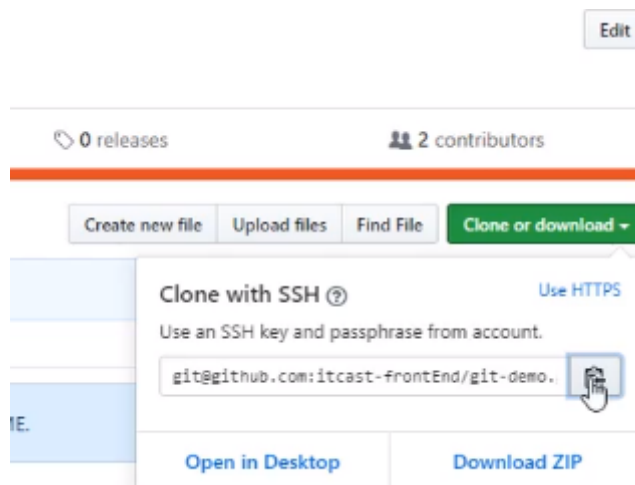 Edit
0 releases
2 contributors
Create new file Upload files Find File Clone or download
Clone with SSH Use HTTPS
Use an SSH key and passphrase from account.
git@github.com:itcast-frontEnd/git-demo.
ME.
Open in Desktop Download ZIP